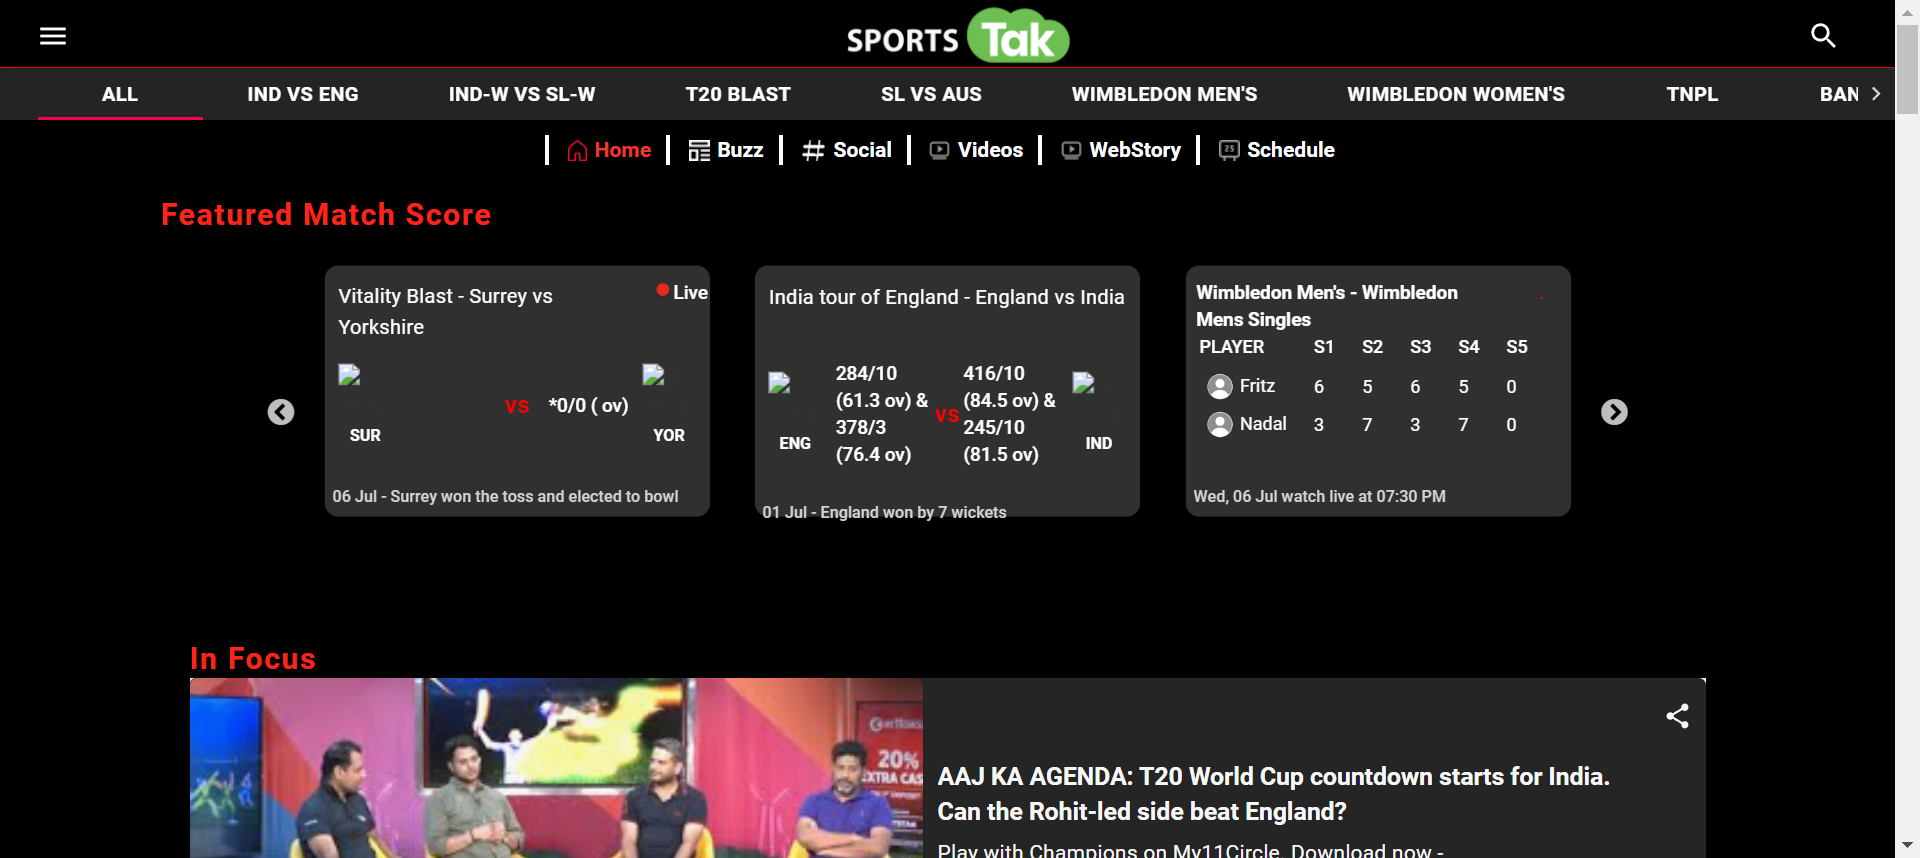 SPORTS Tak
ALL IND VS ENG IND-W VS SL-W T20 BLAST SL VS AUS WIMBLEDON MEN'S WIMBLEDON WOMEN'S TNPL BAN
Home Buzz Social Videos WebStory Schedule
Featured Match Score
Vitality Blast - Surrey vs
Yorkshire
Live
VS *0/0 ( ov)
SUR YOR
06 Jul - Surrey won the toss and elected to bowl
India tour of England - England vs India
284/10
(61.3 ov) &
378/3
(76.4 ov)
VS
416/10
(84.5 ov) &
245/10
(81.5 ov)
ENG IND
01 Jul - England won by 7 wickets
Wimbledon Men's - Wimbledon
Mens Singles
PLAYER S1 S2 S3 S4 S5
Fritz 6 5 6 5 0
Nadal 3 7 3 7 0
Wed, 06 Jul watch live at 07:30 PM
In Focus
20%
AAJ KA AGENDA: T20 World Cup countdown starts for India.
Can the Rohit-led side beat England?
Play with Champions on My11Circle. Download now -